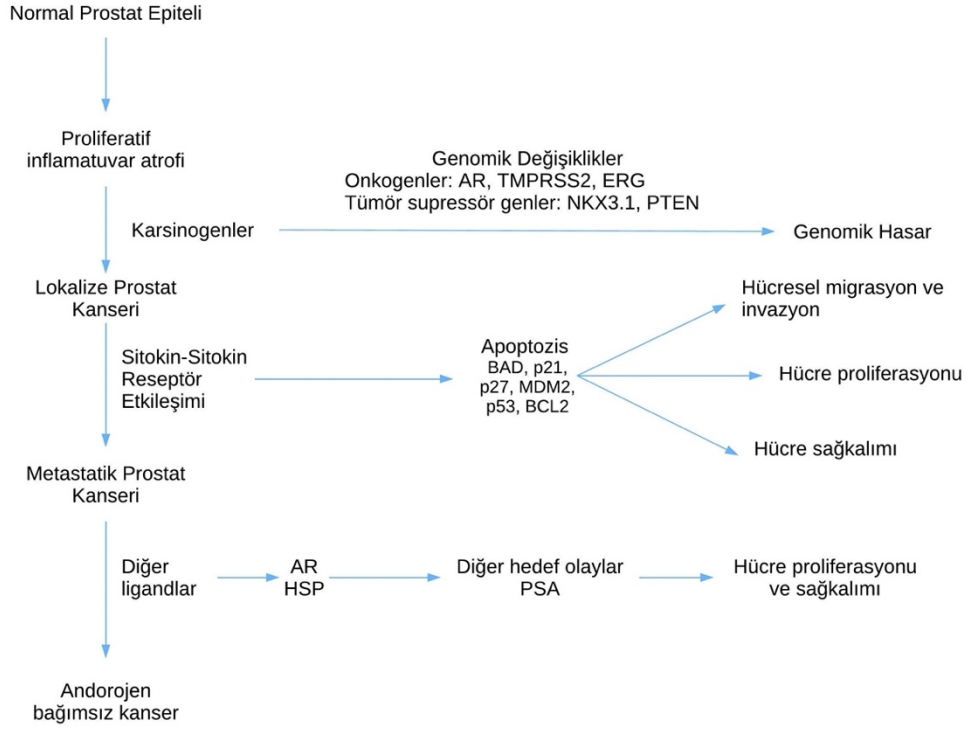 Normal Prostat Epiteli
Proliferatif
inflamatuvar atrofi
Genomik Değişiklikler
Onkogenler: AR, TMPRSS2, ERG
Tümör supressör genler: NKX3.1, PTEN
Karsinogenler
Genomik Hasar
Lokalize Prostat
Kanseri
Sitokin-Sitokin
Reseptör
Etkileşimi
Apoptozis
BAD, p21,
p27, MDM2,
p53, BCL2
Hücresel migrasyon ve
invazyon
Hücre proliferasyonu
Hücre sağkalımı
Metastatik Prostat
Kanseri
Diğer
ligandlar
AR
HSP
Diğer hedef olaylar
PSA
Hücre proliferasyonu
ve sağkalımı
Andorojen
bağımsız kanser